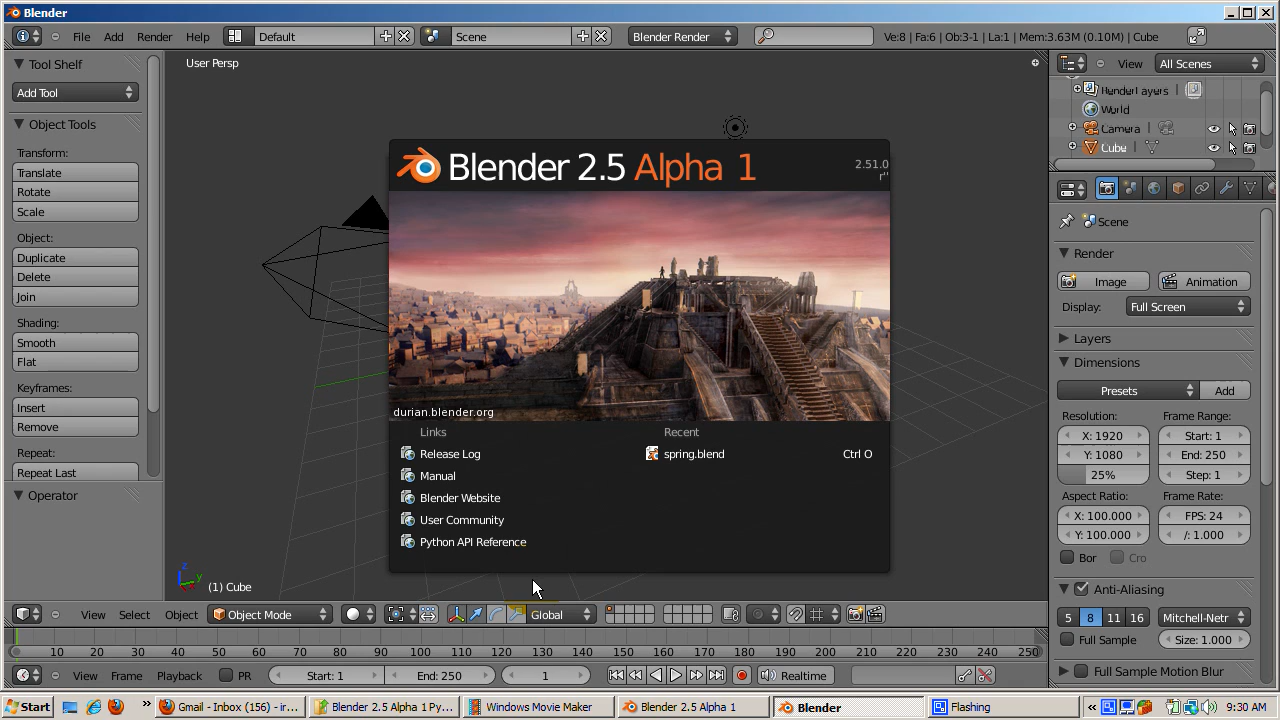 Blender
File Add Render Help Default Scene Blender Render Ve:8 | Fa:6 | Ob:3-1 | La:1 | Mem:3.63M (0.10M) | Cube
Tool Shelf
Add Tool
Object Tools
Transform:
Translate
Rotate
Scale
Object:
Duplicate
Delete
Join
Shading:
Smooth
Flat
Keyframes:
Insert
Remove
Repeat:
Repeat Last
Operator
User Persp
Blender 2.5 Alpha 1
2.51.0
durian.blender.org
Links
Release Log
Manual
Blender Website
User Community
Python API Reference
Recent
spring.blend Ctrl O
z
y
(1) Cube
View Select Object Object Mode Global
10 20 30 40 50 60 70 80 90 100 110 120 130 140 150 160 170 180 190 200 210 220 230 240 250
View Frame Playback PR Start: 1 End: 250 1 Realtime
View All Scenes
RenderLayers
World
Camera
Cube
Scene
Render
Image Animation
Display: Full Screen
Layers
Dimensions
Presets Add
Resolution: Frame Range:
X: 1920 Start: 1
Y: 1080 End: 250
25% Step: 1
Aspect Ratio: Frame Rate:
X: 100.000 FPS: 24
Y: 100.000 /: 1.000
Bor Cro
Anti-Aliasing
5 8 11 16 Mitchell-Netr
Full Sample Size: 1.000
Full Sample Motion Blur
Start Gmail - Inbox (156) - ir... Blender 2.5 Alpha 1 Py... Windows Movie Maker Blender 2.5 Alpha 1 Blender Flashing 9:30 AM